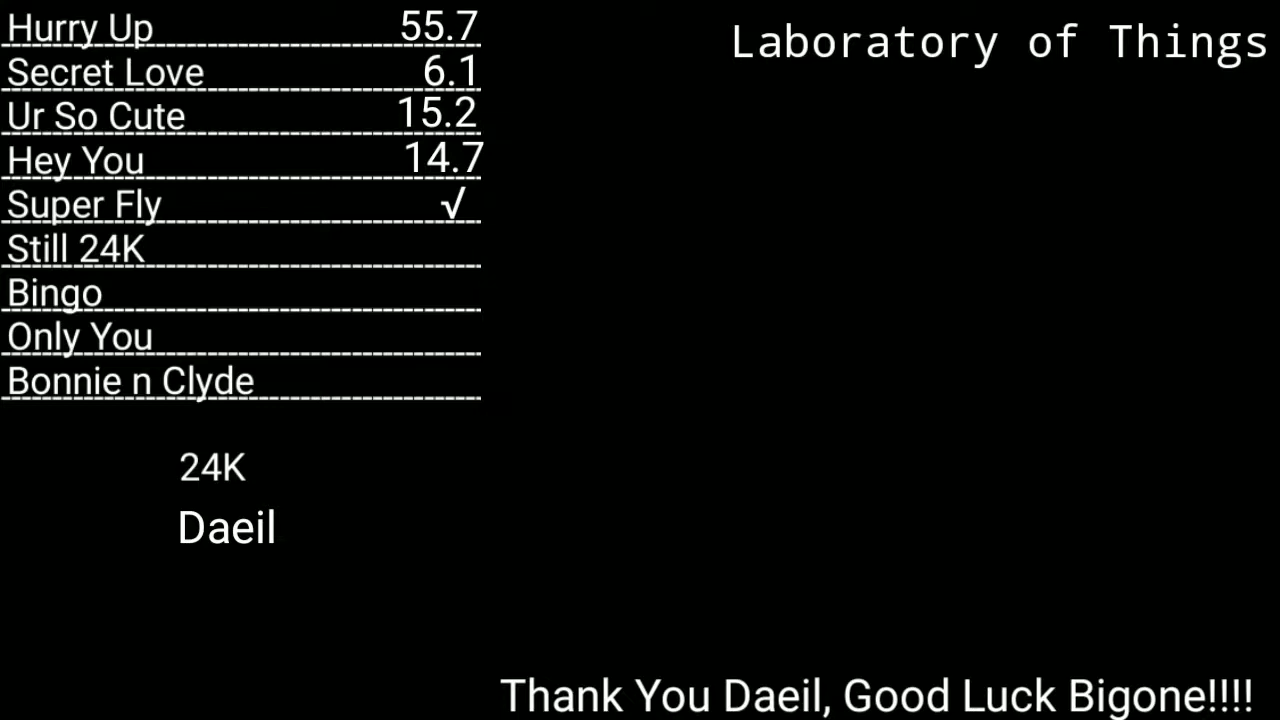 Hurry Up 55.7
Secret Love 6.1
Ur So Cute 15.2
Hey You 14.7
Super Fly √
Still 24K
Bingo
Only You
Bonnie n Clyde
24K
Daeil
Laboratory of Things
Thank You Daeil, Good Luck Bigone!!!!